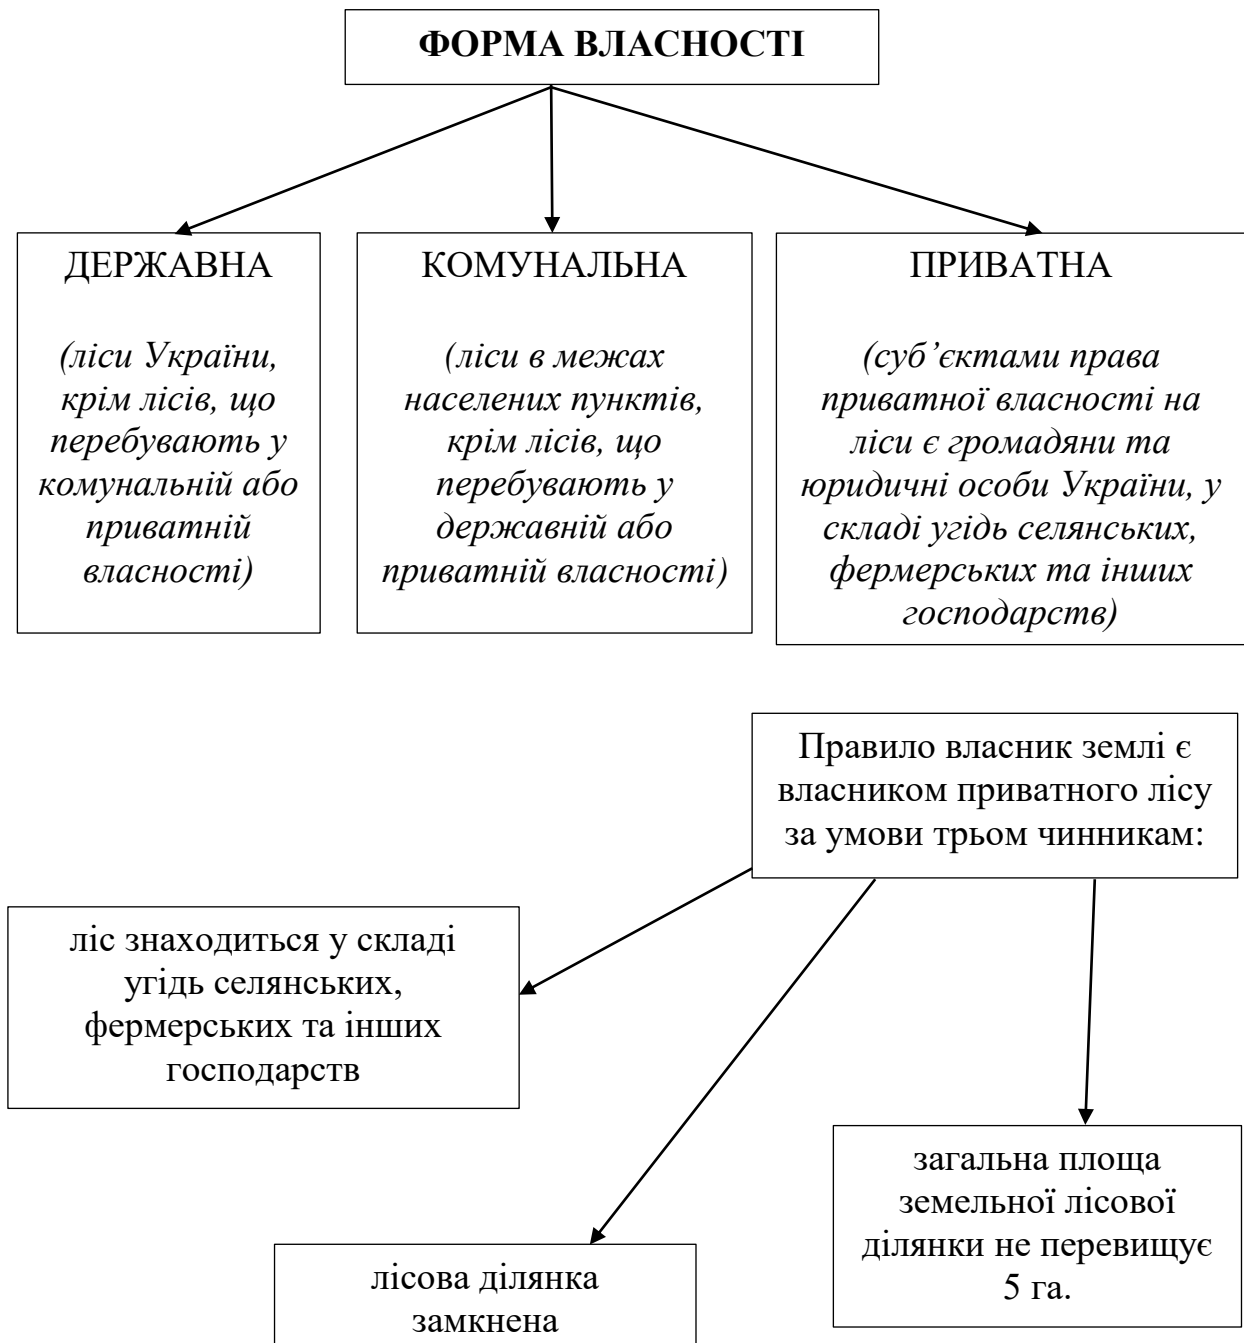 ФОРМА ВЛАСНОСТІ
ДЕРЖАВНА
(ліси України,
крім лісів, що
перебувають у
комунальній або
приватній
власності)
КОМУНАЛЬНА
(ліси в межах
населених пунктів,
крім лісів, що
перебувають у
державній або
приватній власності)
ПРИВАТНА
(суб’єктами права
приватної власності на
ліси є громадяни та
юридичні особи України, у
складі угідь селянських,
фермерських та інших
господарств)
Правило власник землі є
власником приватного лісу
за умови трьом чинникам:
ліс знаходиться у складі
угідь селянських,
фермерських та інших
господарств
лісова ділянка
замкнена
загальна площа
земельної лісової
ділянки не перевищує
5 га.